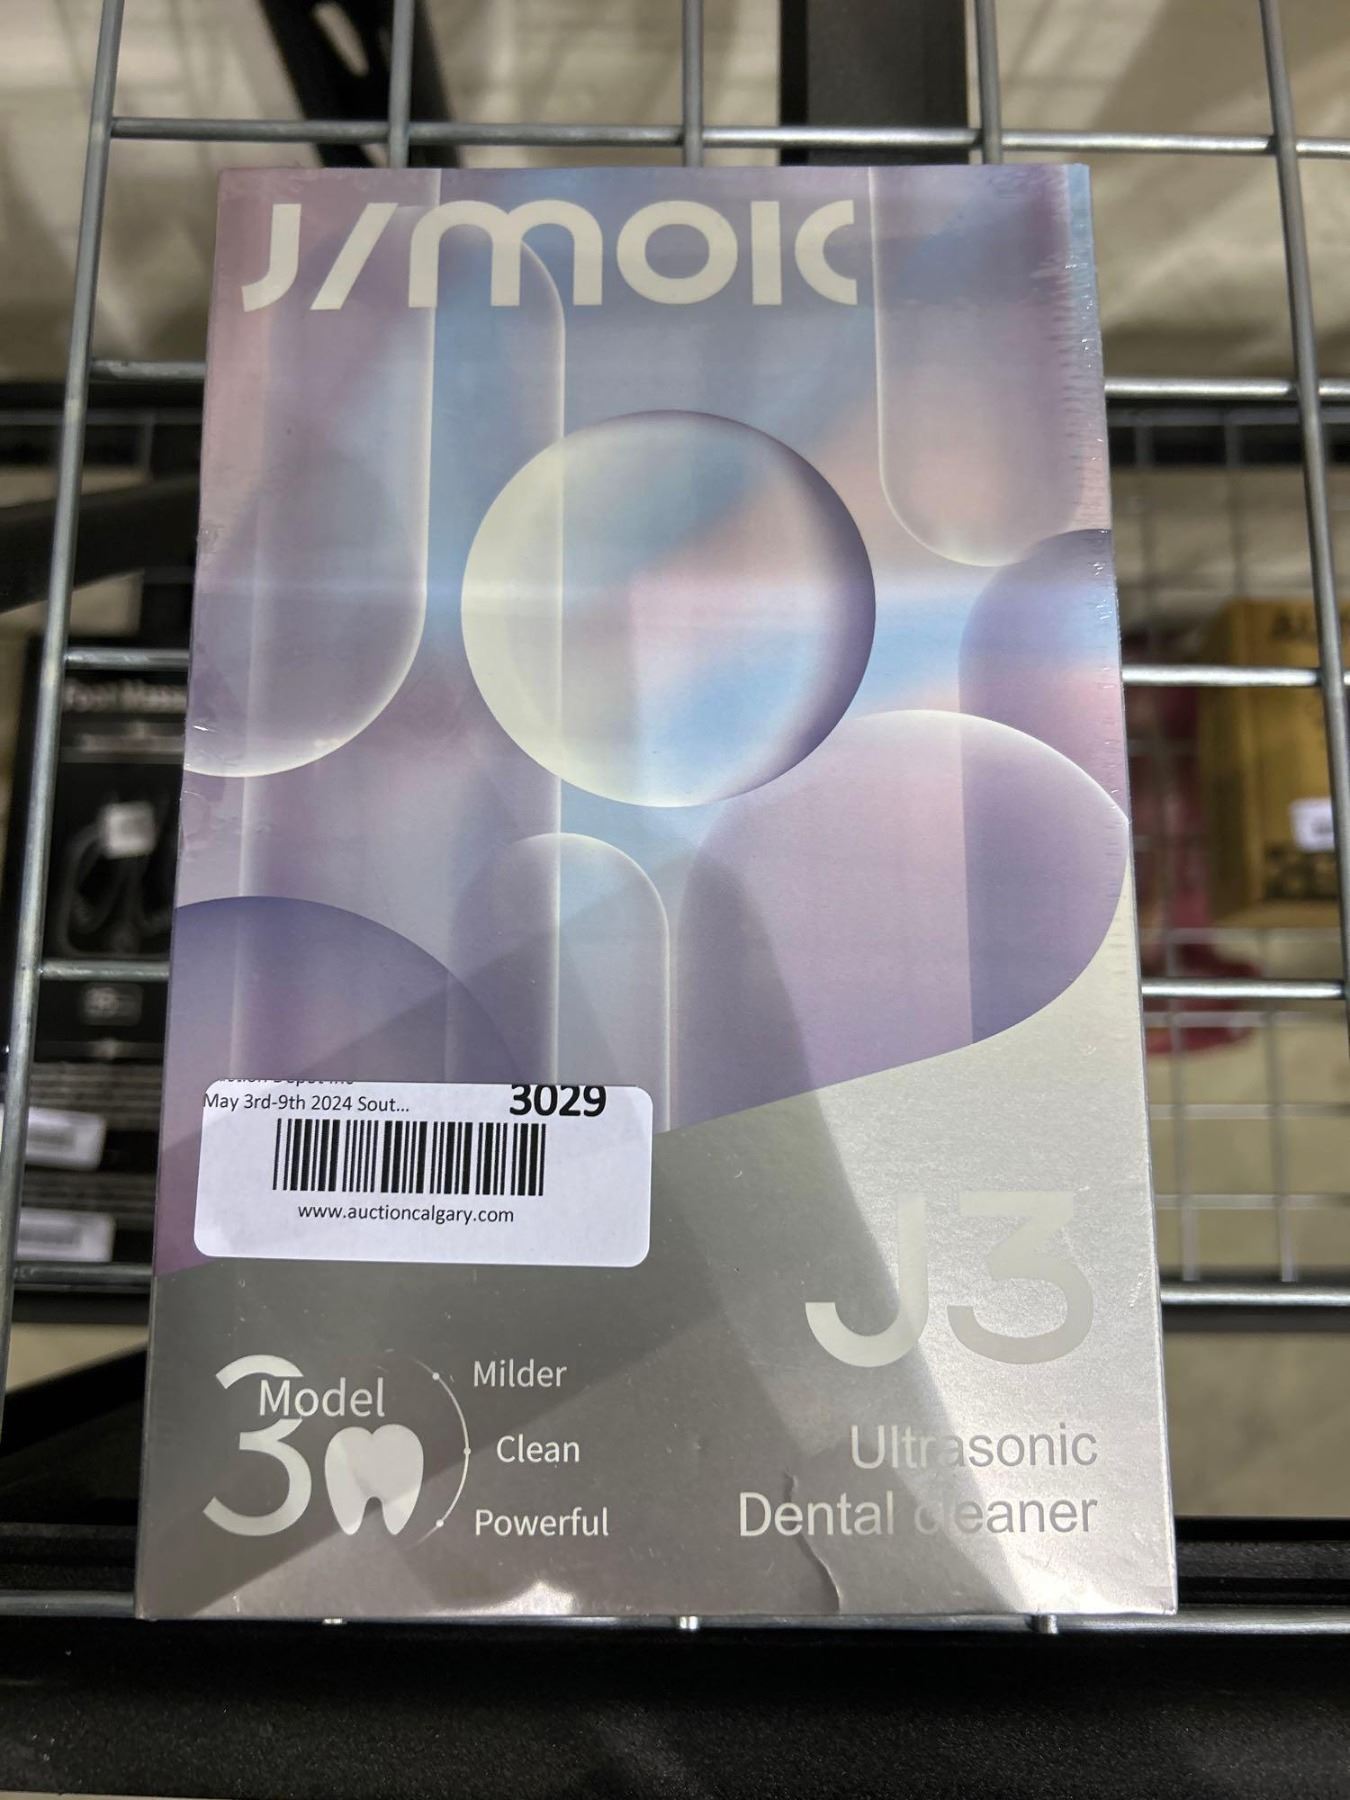 J/MOIC
May 3rd-9th 2024 Sout...
3029
www.auctioncalgary.com
J3
3
Model
Milder
Clean
Powerful
Ultrasonic
Dental cleaner